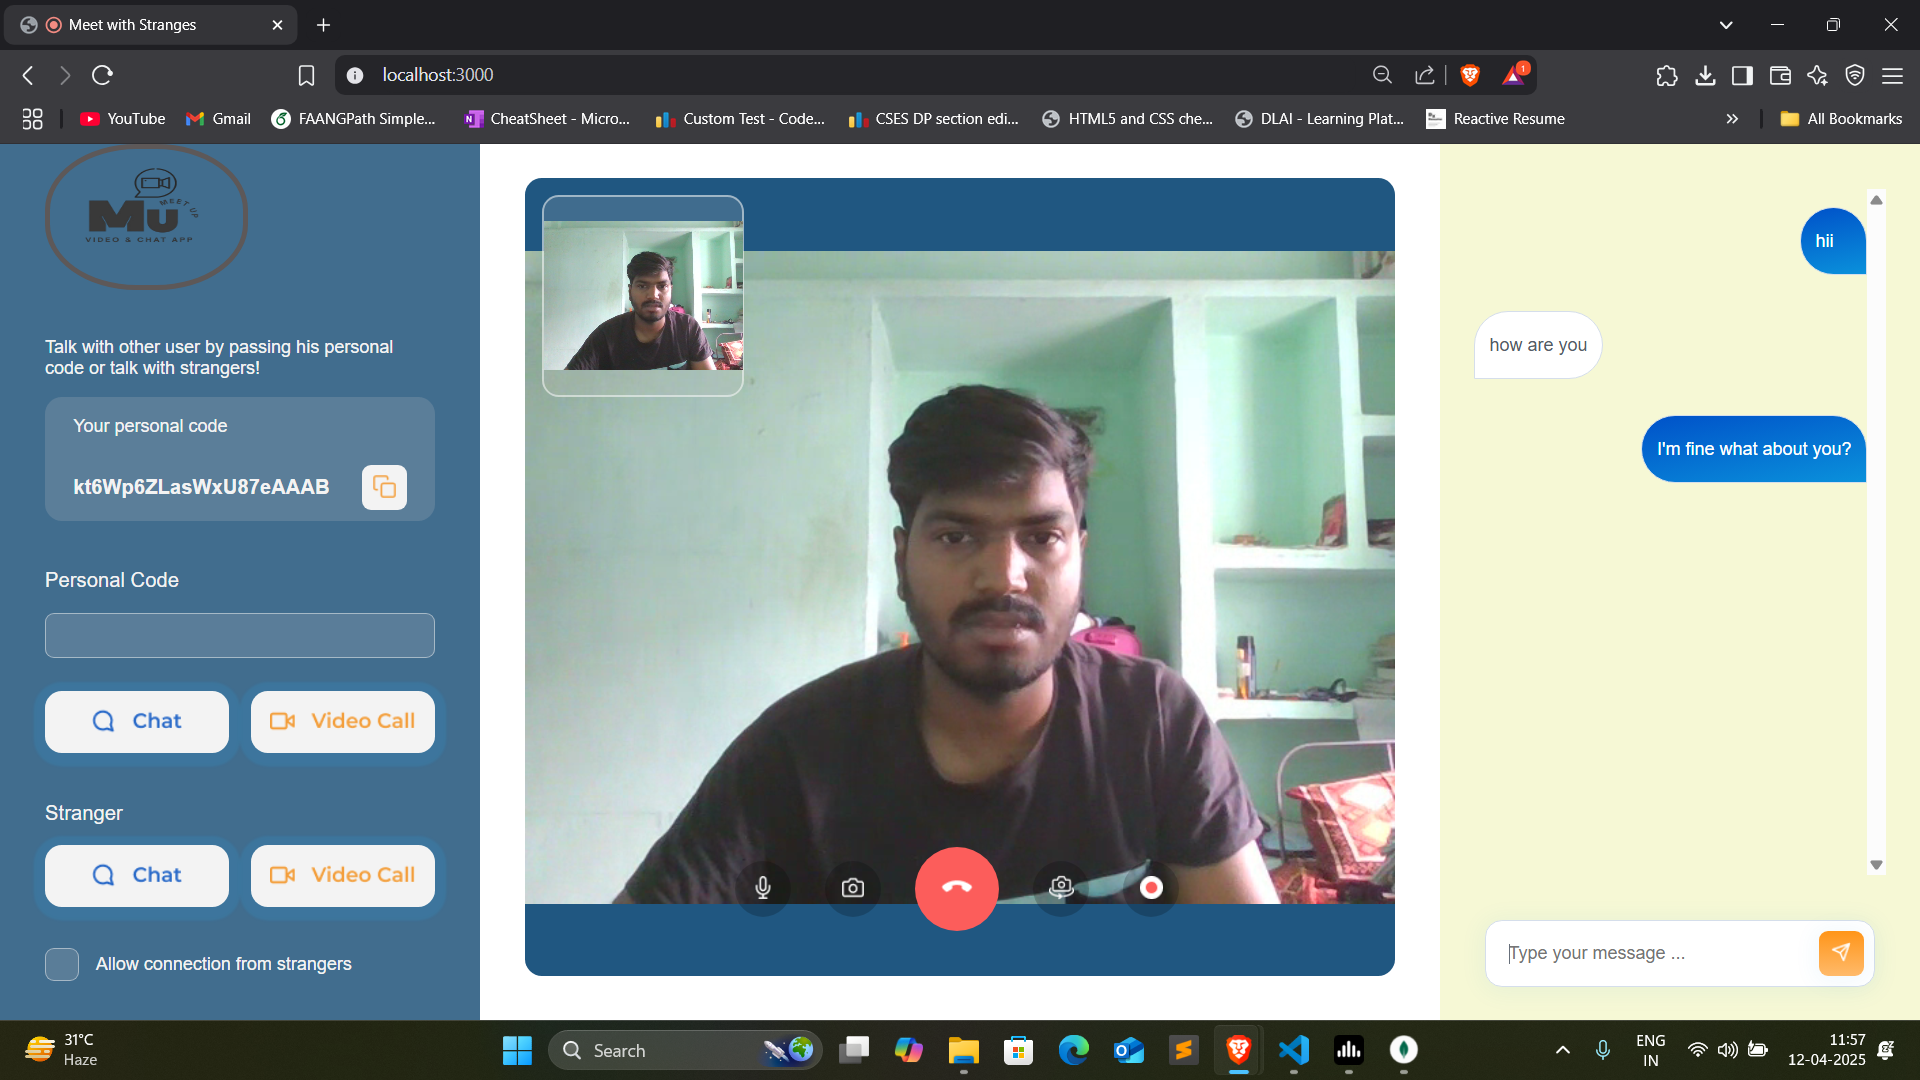 Meet with Stranges
localhost:3000
1
YouTube
Gmail
FAANGPath Simple...
CheatSheet - Micro...
Custom Test - Code...
CSES DP section edi...
HTML5 and CSS che...
DLAI - Learning Plat...
Reactive Resume
All Bookmarks
MEET UP
Mu
VIDEO & CHAT APP
Talk with other user by passing his personal
code or talk with strangers!
Your personal code
kt6Wp6ZLasWxU87eAAAB
Personal Code
Chat
Video Call
Stranger
Chat
Video Call
Allow connection from strangers
hii
how are you
I'm fine what about you?
Type your message ...
31°C
Haze
Search
ENG
IN
11:57
12-04-2025